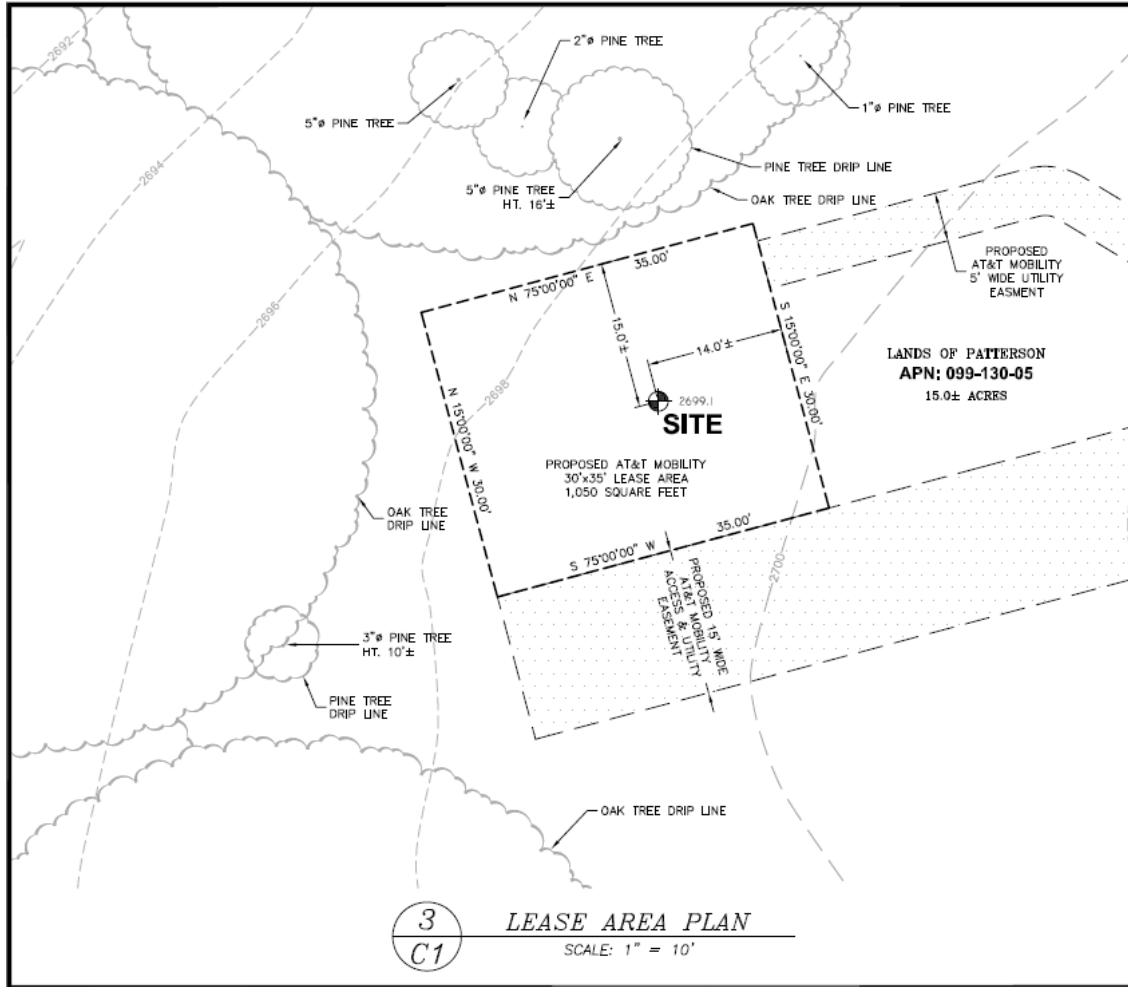 2692
2"ø PINE TREE
5"ø PINE TREE
1"ø PINE TREE
2694
PINE TREE DRIP LINE
5"ø PINE TREE
HT. 16'±
OAK TREE DRIP LINE
PROPOSED
AT&T MOBILITY
5' WIDE UTILITY
EASMENT
N 75°00'00" E
35.00'
2696
15.0'±
14.0'±
S 15°00'00" E 30.00'
LANDS OF PATTERSON
APN: 099-130-05
15.0± ACRES
2698
2699.1
SITE
N 15°00'00" W 30.00'
PROPOSED AT&T MOBILITY
30'x35' LEASE AREA
1,050 SQUARE FEET
OAK TREE
DRIP LINE
35.00'
S 75°00'00" W
2700
PROPOSED 15' WIDE
AT&T MOBILITY
ACCESS & UTILITY
EASEMENT
3"ø PINE TREE
HT. 10'±
PINE TREE
DRIP LINE
OAK TREE DRIP LINE
3
C1
LEASE AREA PLAN
SCALE: 1" = 10'